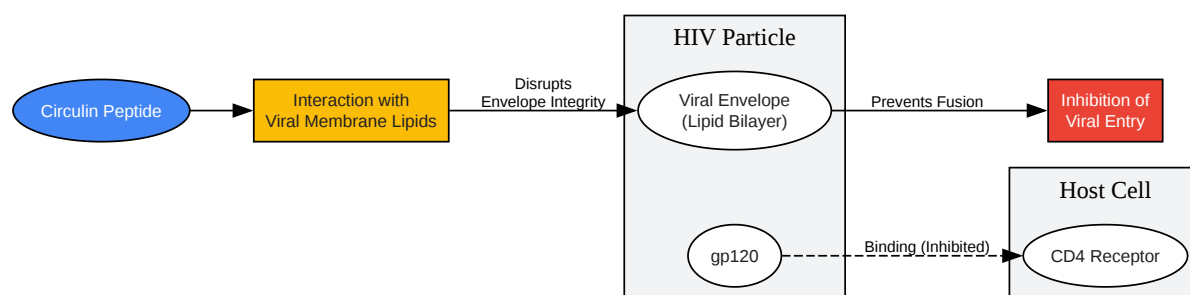 HIV Particle
Circulin Peptide
Interaction with
Viral Membrane Lipids
Disrupts
Envelope Integrity
Viral Envelope
(Lipid Bilayer)
Prevents Fusion
Inhibition of
Viral Entry
Host Cell
gp120
Binding (Inhibited)
CD4 Receptor